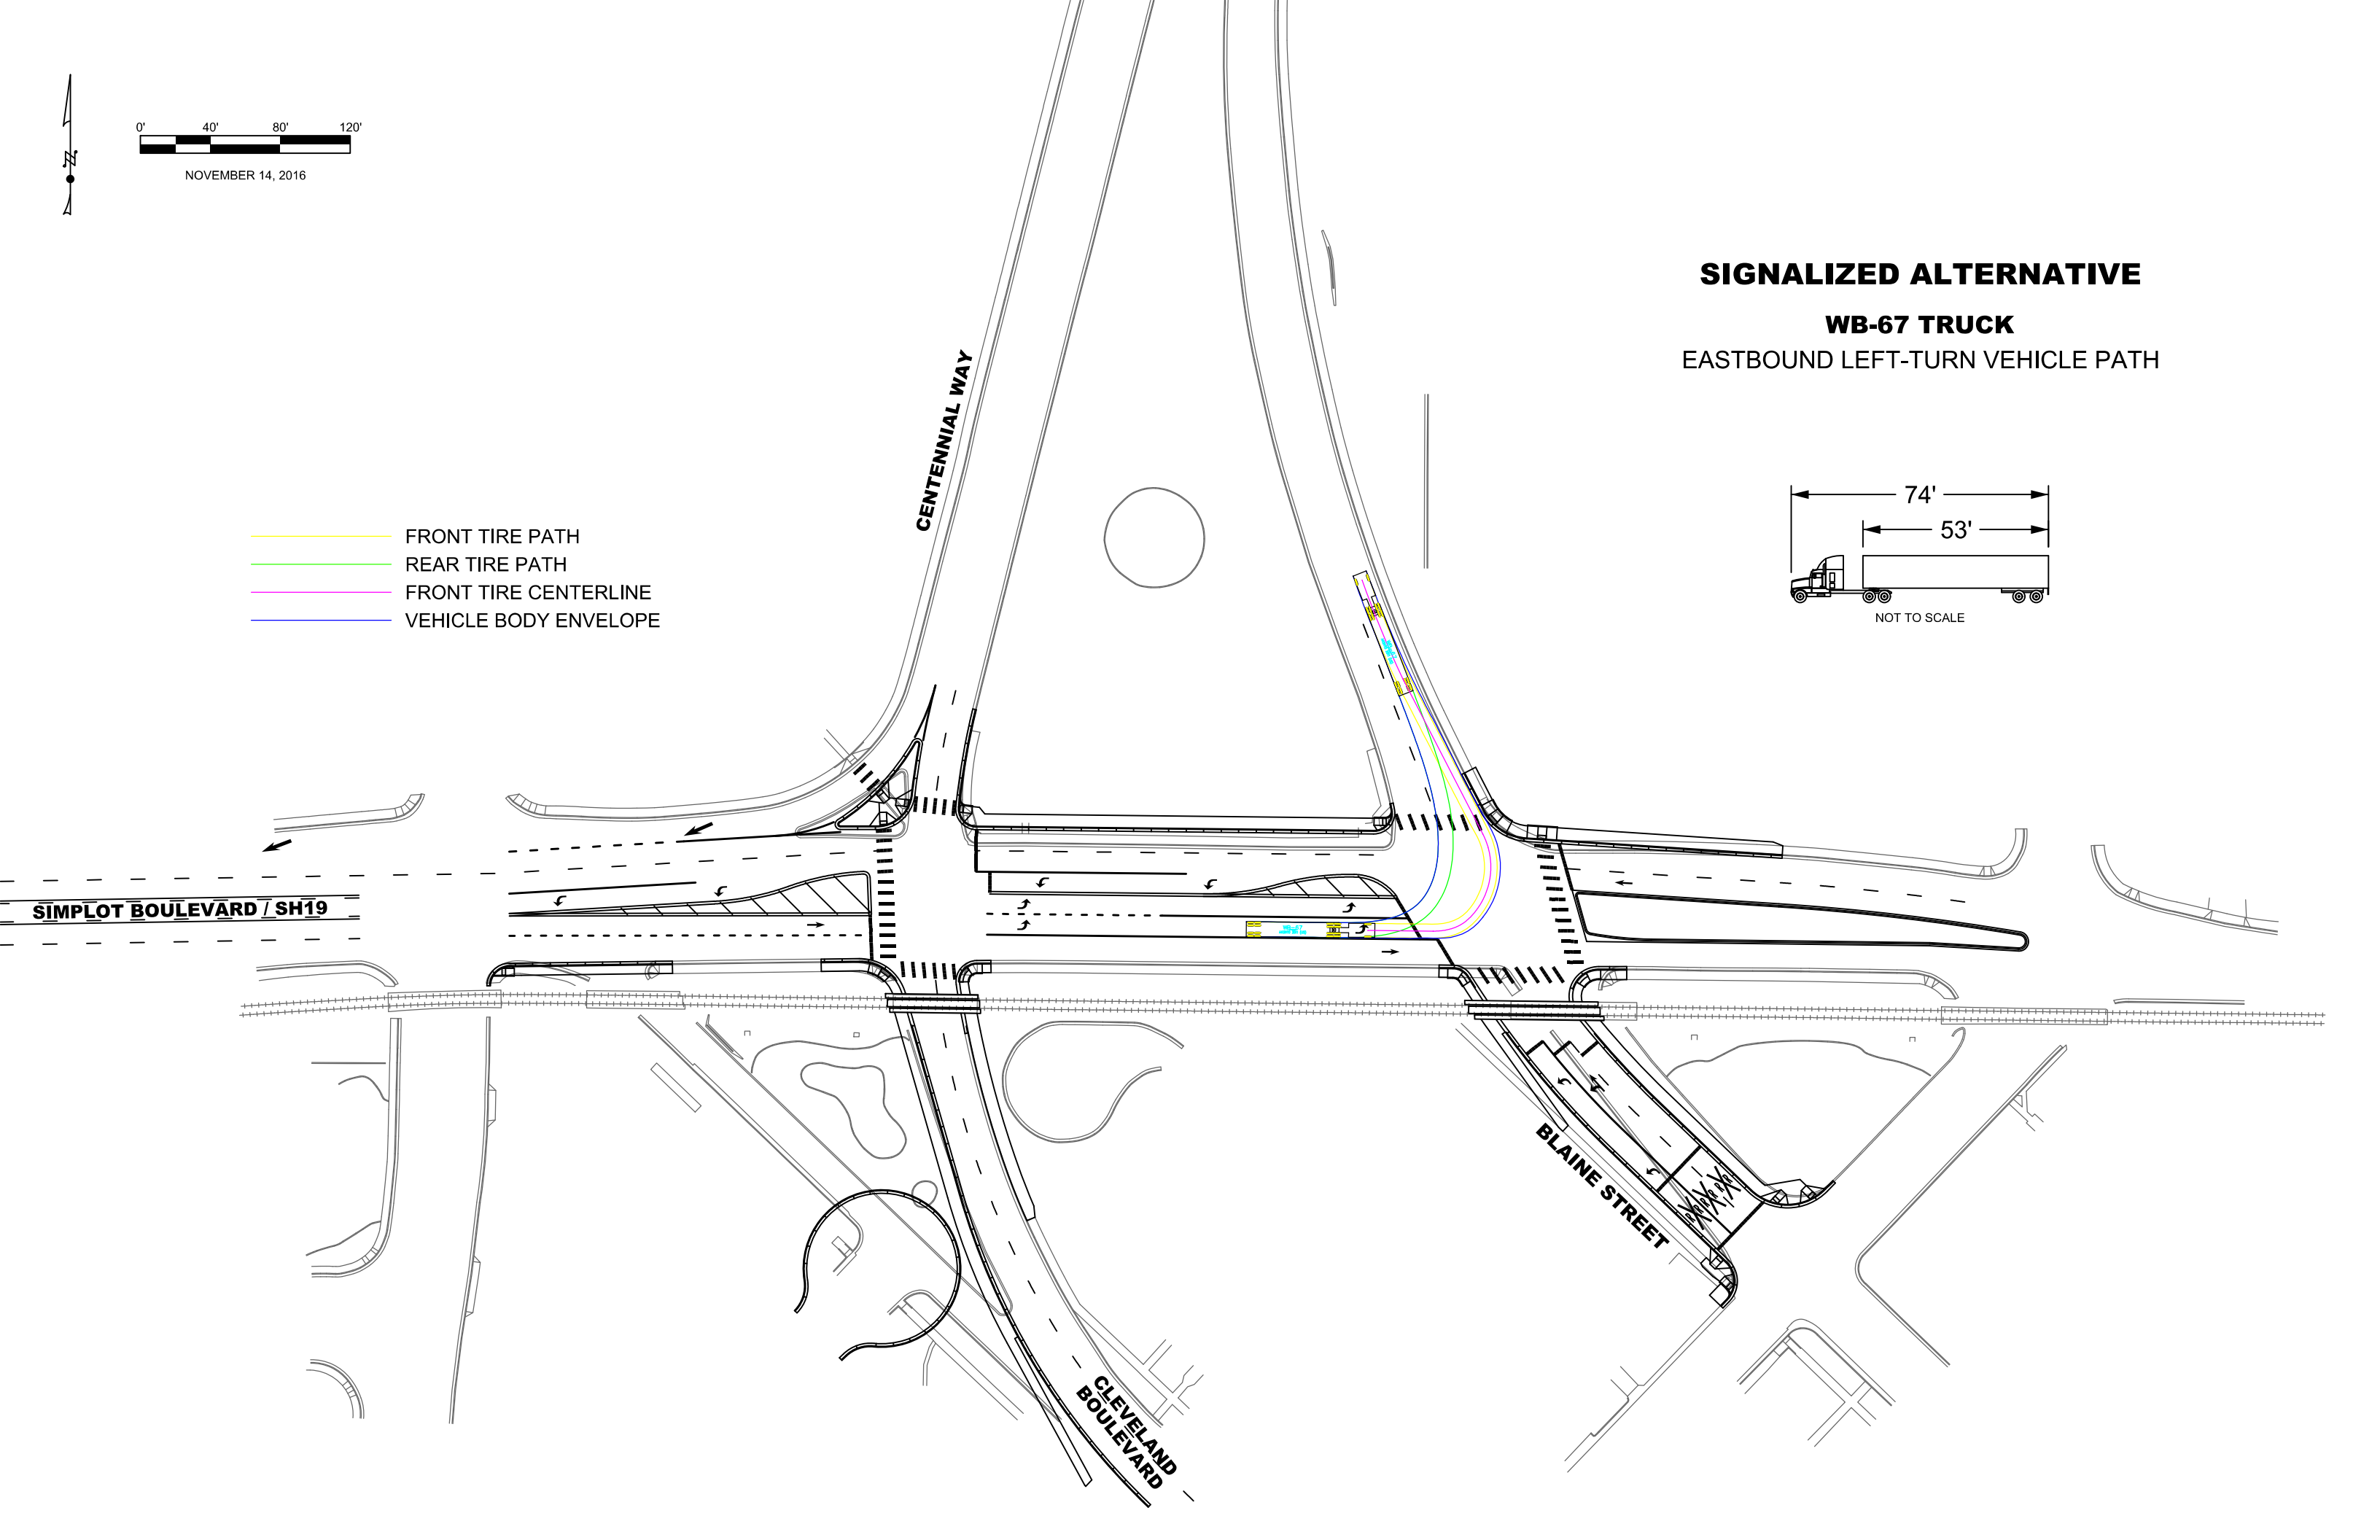 0' 40' 80' 120'
NOVEMBER 14, 2016
SIGNALIZED ALTERNATIVE
WB-67 TRUCK
EASTBOUND LEFT-TURN VEHICLE PATH
74'
53'
NOT TO SCALE
FRONT TIRE PATH
REAR TIRE PATH
FRONT TIRE CENTERLINE
VEHICLE BODY ENVELOPE
CENTENNIAL WAY
SIMPLOT BOULEVARD / SH19
WB-67
BLAINE STREET
CLEVELAND
BOULEVARD